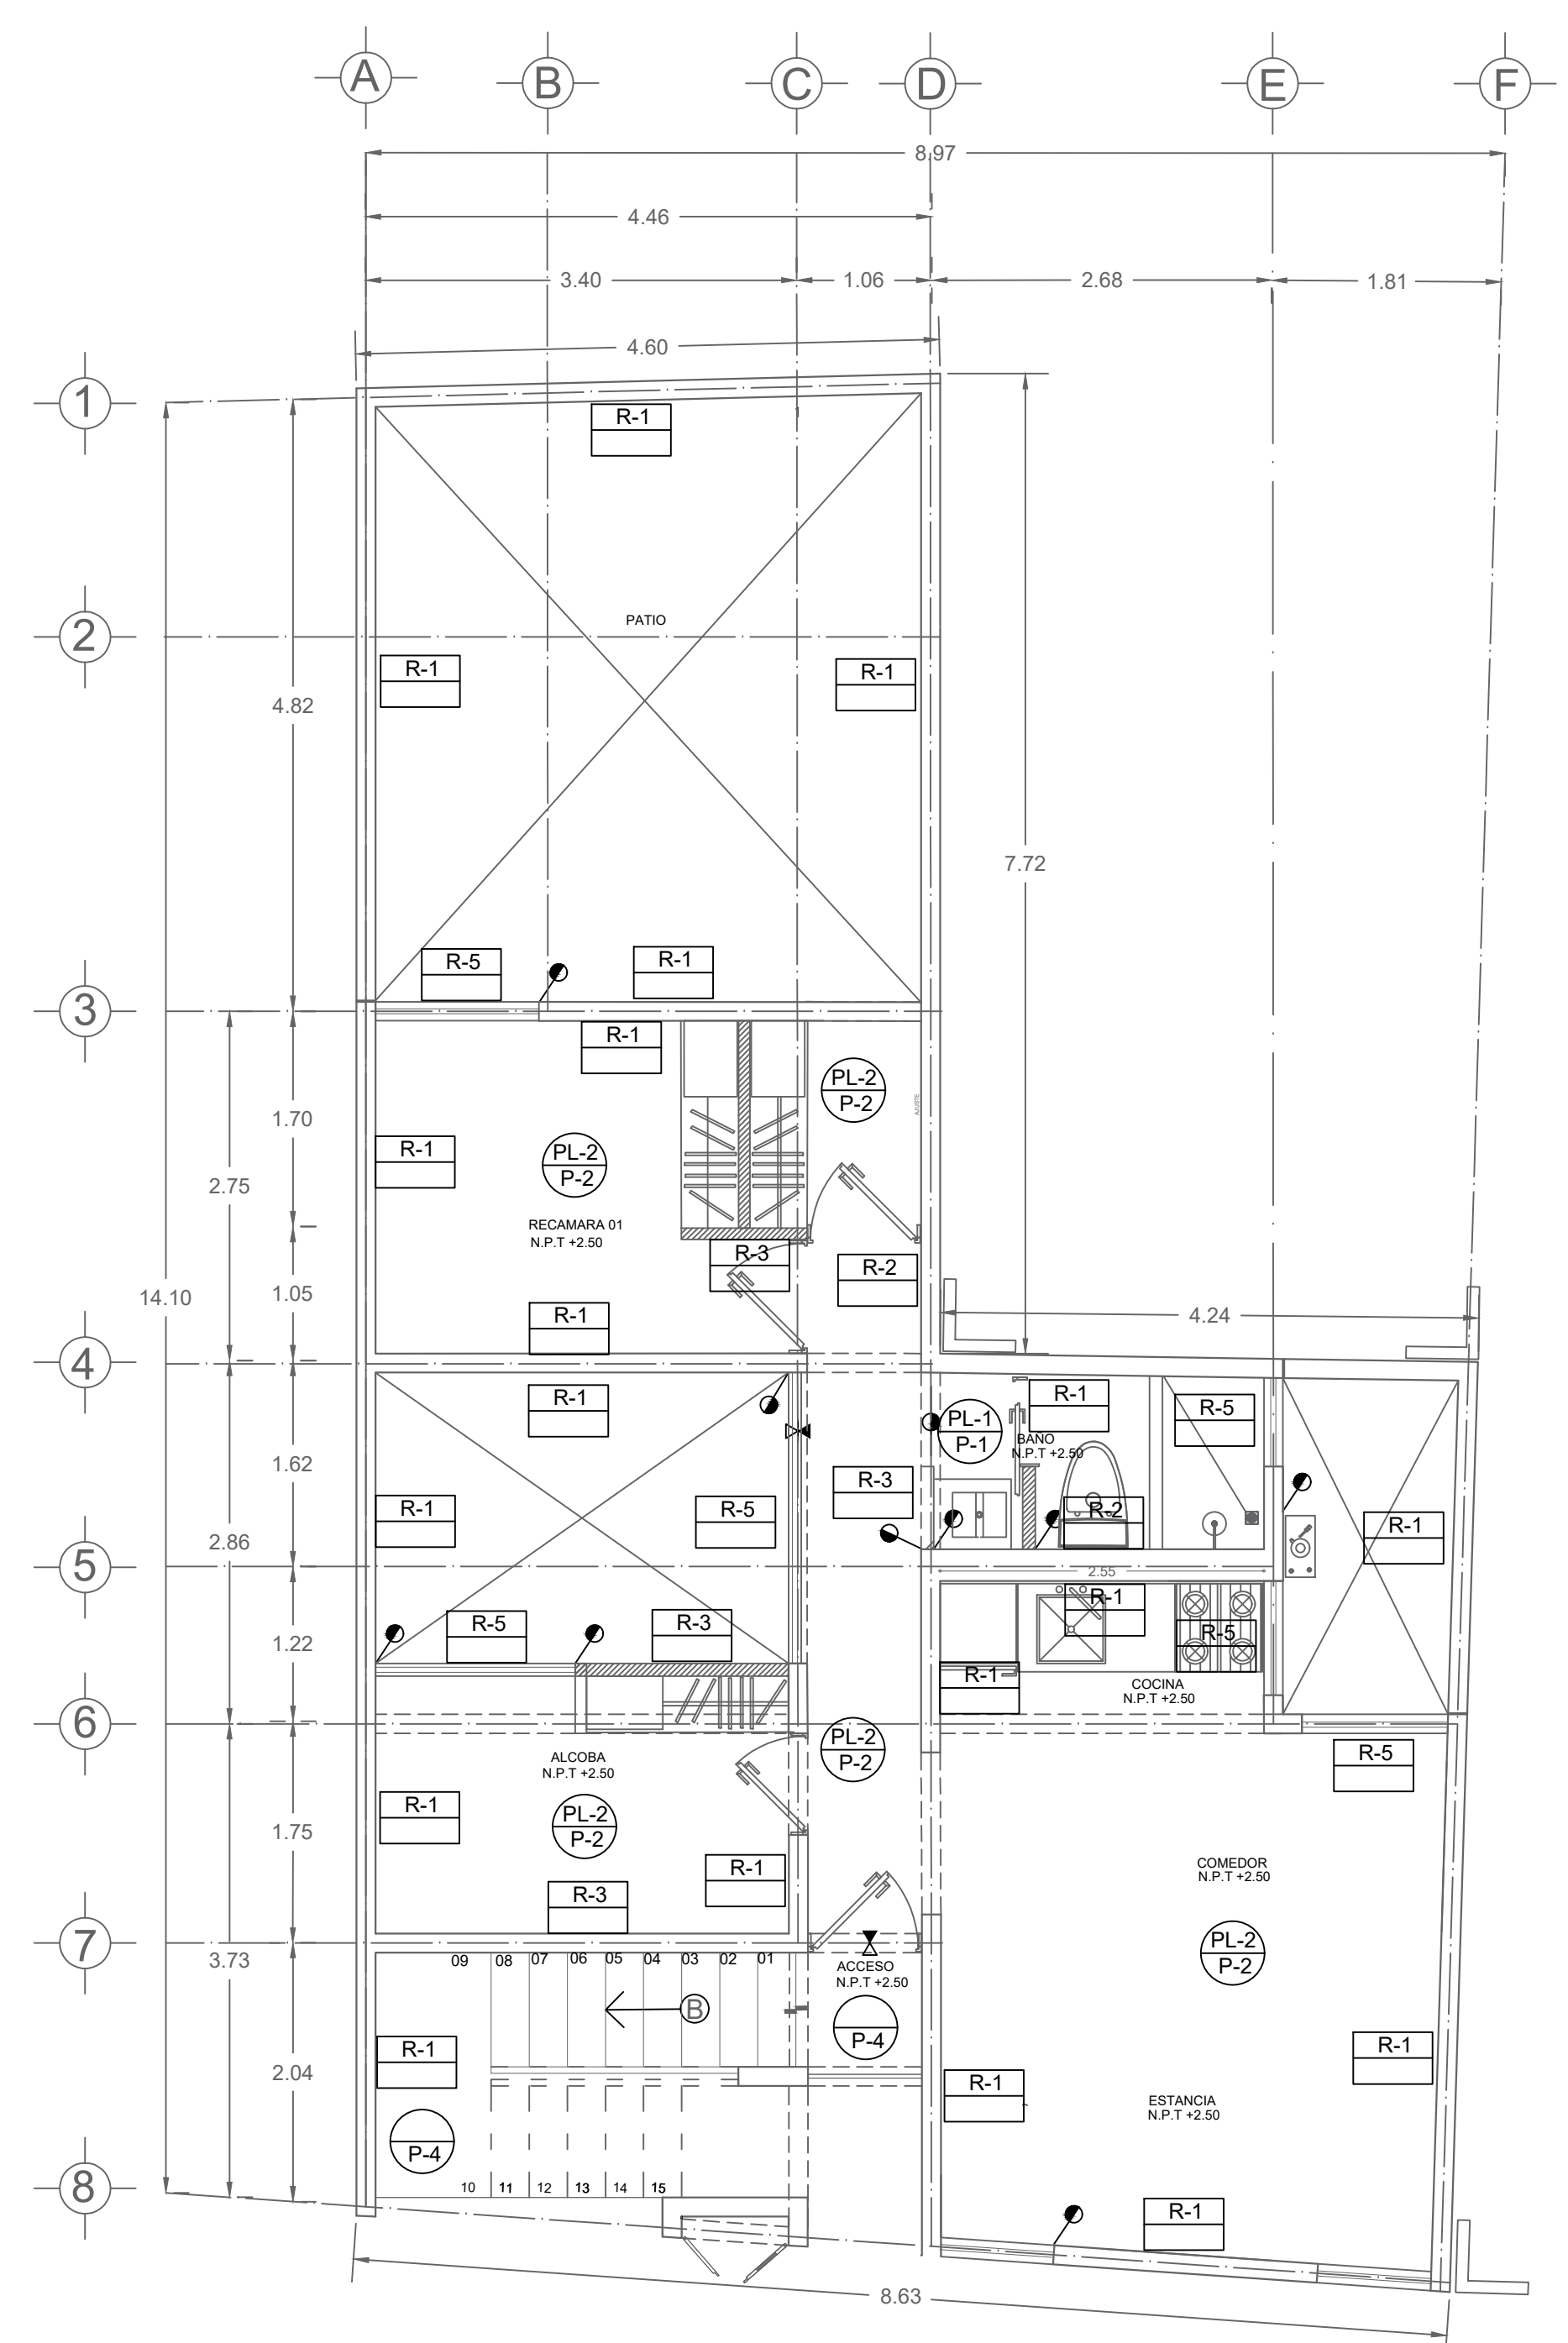 A
B
C
D
E
F
8.97
4.46
3.40
1.06
2.68
1.81
4.60
1
R-1
PATIO
2
R-1
R-1
4.82
7.72
R-5
R-1
3
R-1
PL-2
P-2
AJUSTE
1.70
R-1
PL-2
P-2
2.75
RECAMARA 01
N.P.T +2.50
R-3
R-2
14.10
1.05
R-1
4.24
4
R-1
PL-1
P-1
R-1
R-5
BAÑO
N.P.T +2.50
1.62
R-3
R-1
R-5
R-2
R-1
2.86
5
2.55
R-1
R-5
R-3
R-5
1.22
R-1
COCINA
N.P.T +2.50
6
PL-2
P-2
ALCOBA
N.P.T +2.50
R-5
R-1
PL-2
P-2
1.75
R-1
COMEDOR
N.P.T +2.50
R-3
7
PL-2
P-2
3.73
09
08
07
06
05
04
03
02
01
ACCESO
N.P.T +2.50
B
P-4
R-1
R-1
2.04
R-1
ESTANCIA
N.P.T +2.50
P-4
8
10
11
12
13
14
15
R-1
8.63